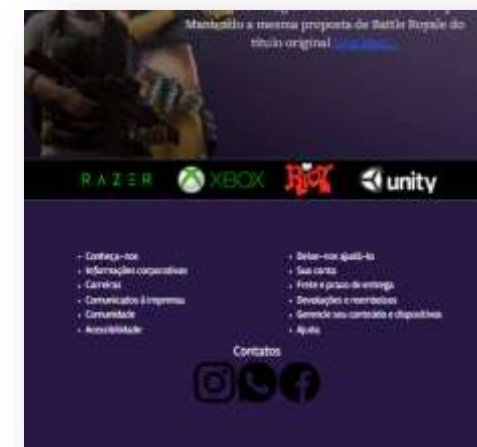 Mantendo a mesma proposta de Battle Royale do
título original
RAZER XBOX RIOT unity
Conheça-nos
Informações corporativas
Carreiras
Comunicados à imprensa
Comunidade
Acessibilidade
Deixe-nos ajudá-lo
Sua conta
Frete e prazo de entrega
Devoluções e reembolsos
Gerencie seu conteúdo e dispositivos
Ajuda
Contatos